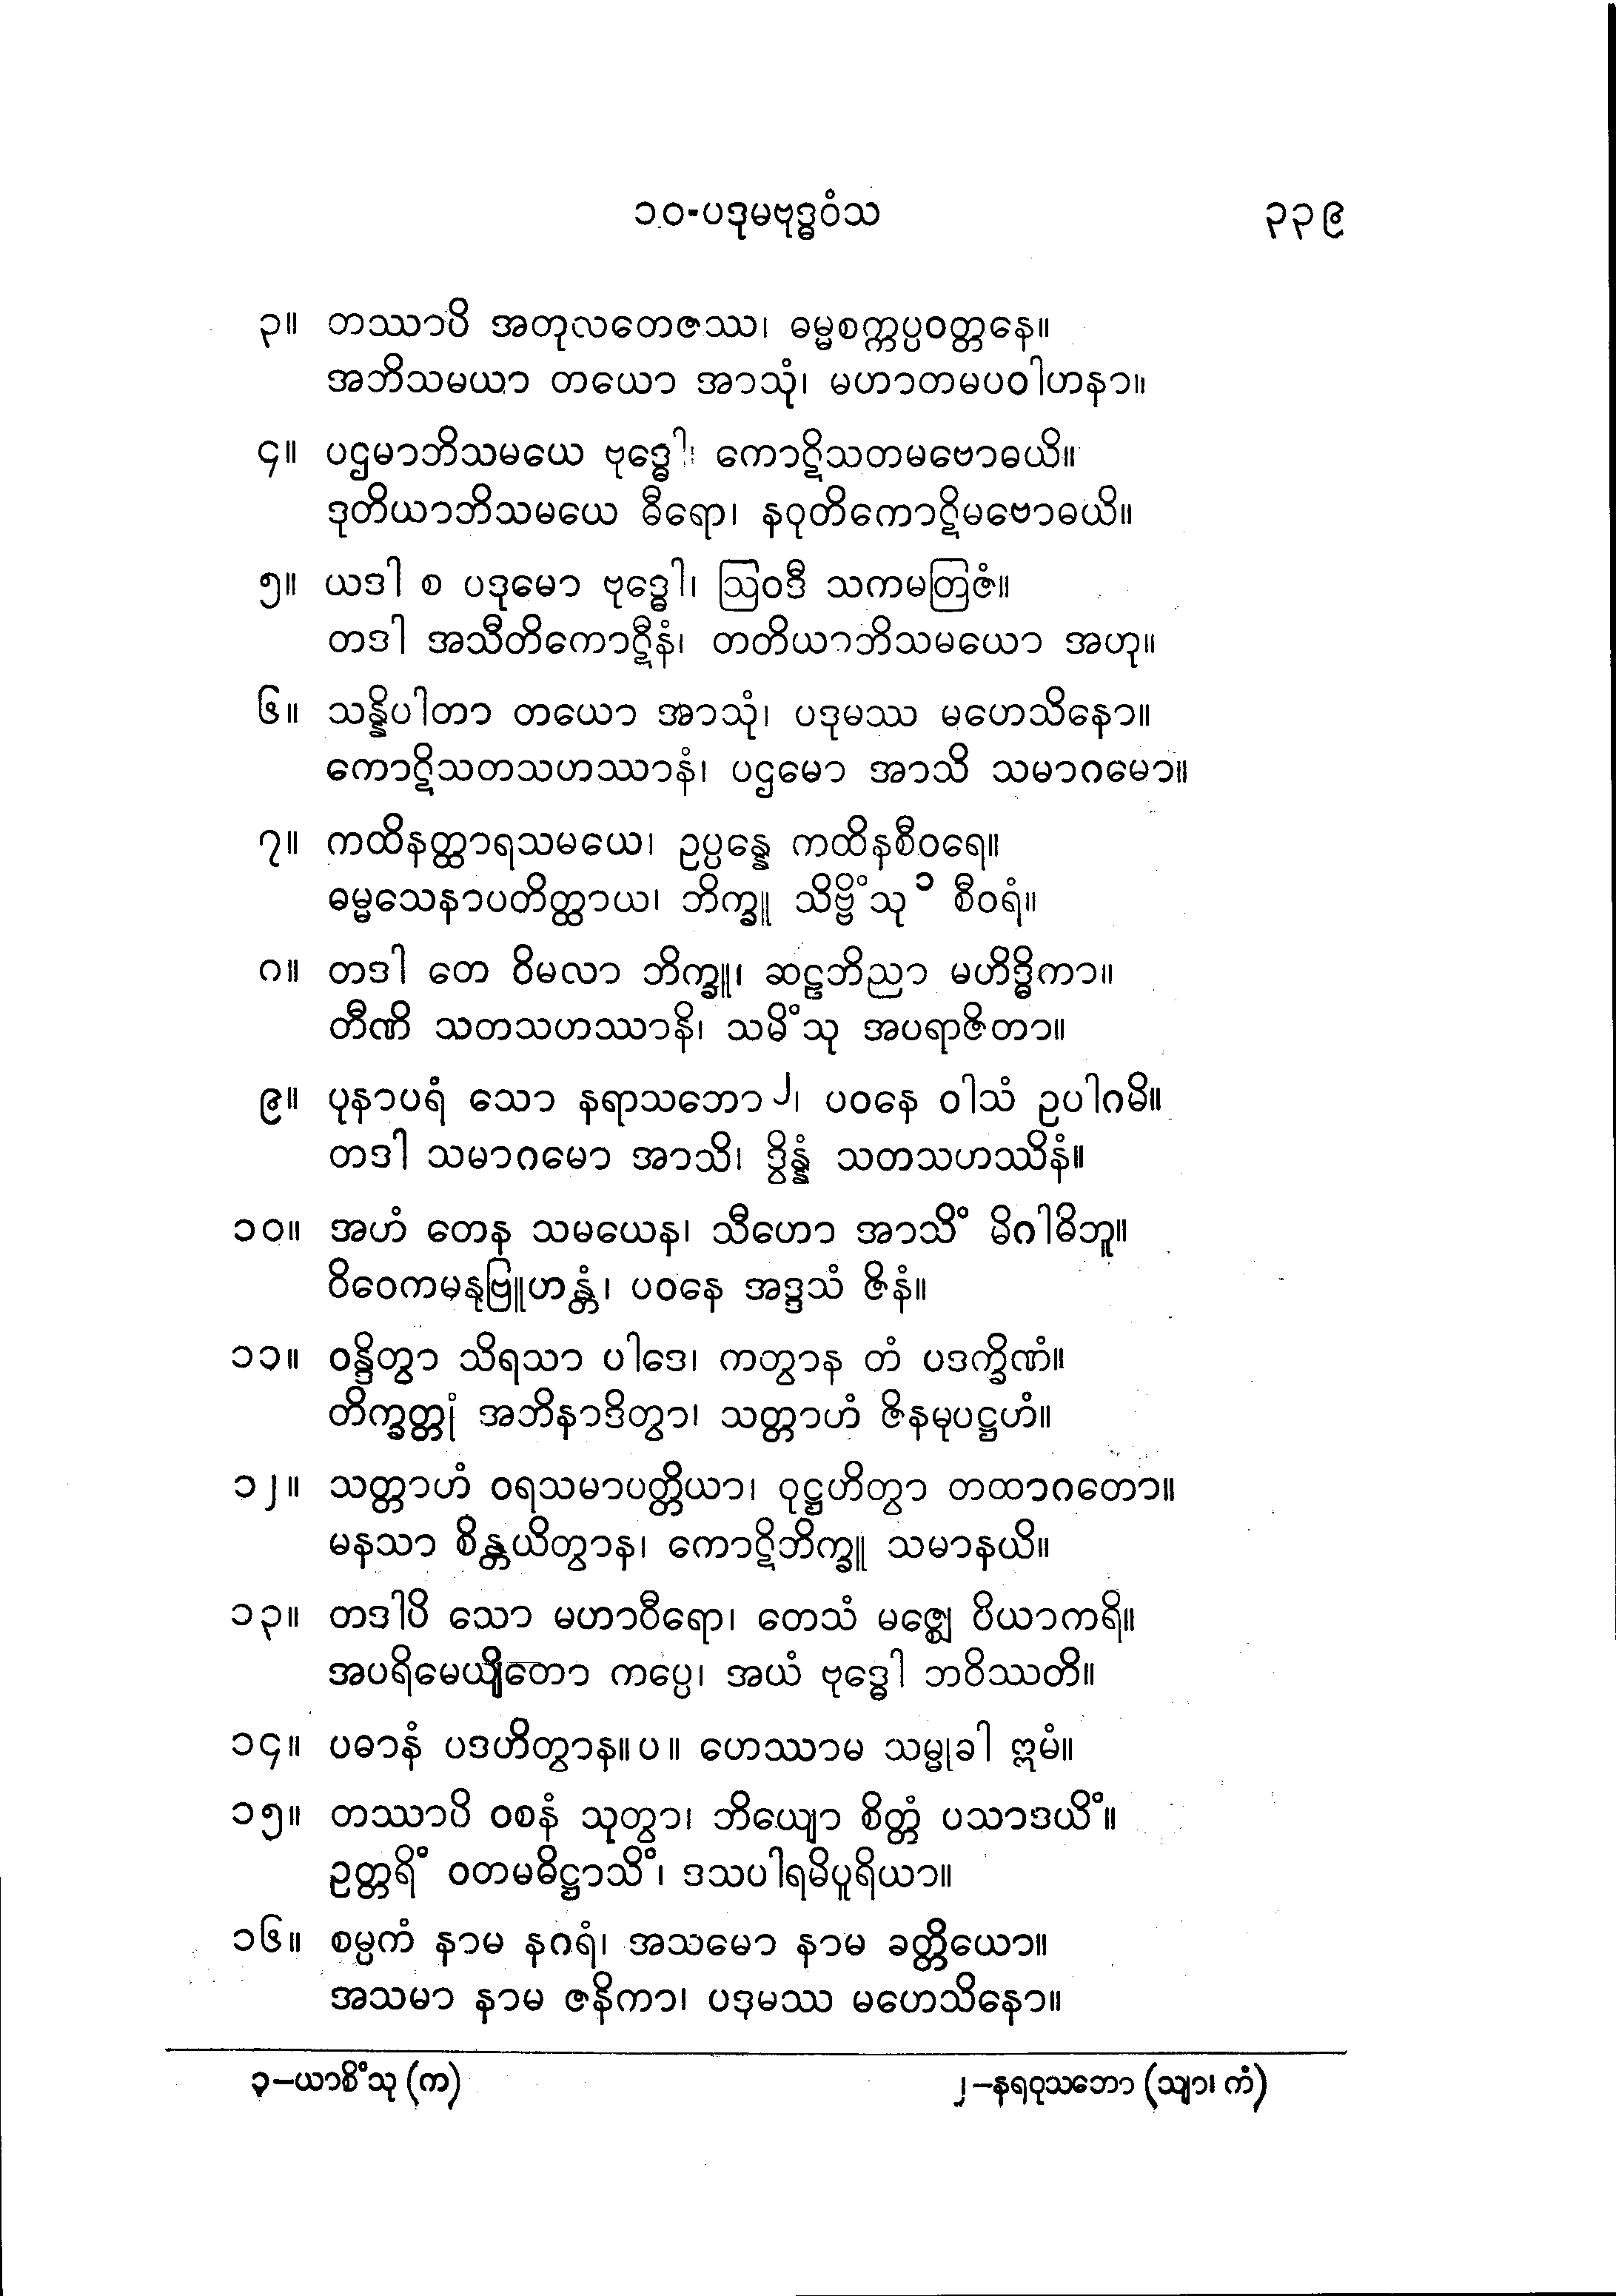 ၁၀-ပဒုမဗုဒ္ဓဝံသ ၃၃၉
၃။ တဿာပိ အတုလတေဇဿ၊ ဓမ္မစက္ကပ္ပဝတ္တနေ။
အဘိသမယာ တယော အာသုံ၊ မဟာတမပဝါဟနာ။
၄။ ပဌမာဘိသမယေ ဗုဒ္ဓေါ၊ ကောဋိသတမဗောဓယိ။
ဒုတိယာဘိသမယေ ဓီရော၊ နဝုတိကောဋိမဗောဓယိ။
၅။ ယဒါ စ ပဒုမော ဗုဒ္ဓေါ၊ ဩဝဒီ သကမတြဇံ။
တဒါ အသီတိကောဋီနံ၊ တတိယာဘိသမယော အဟု။
၆။ သန္နိပါတာ တယော အာသုံ၊ ပဒုမဿ မဟေသိနော။
ကောဋိသတသဟဿာနံ၊ ပဌမော အာသိ သမာဂမော။
၇။ ကထိနတ္ထာရသမယေ၊ ဥပ္ပန္နေ ကထိနစီဝရေ။
ဓမ္မသေနာပတိတ္ထာယ၊ ဘိက္ခူ သိဗ္ဗိံသု ၁ စီဝရံ။
၈။ တဒါ တေ ဝိမလာ ဘိက္ခူ၊ ဆဠဘိညာ မဟိဒ္ဓိကာ။
တီဏိ သတသဟဿာနိ၊ သမိံသု အပရာဇိတာ။
၉။ ပုနာပရံ သော နရာသဘော ၂၊ ပဝနေ ဝါသံ ဥပါဂမိ။
တဒါ သမာဂမော အာသိ၊ ဒွိန္နံ သတသဟဿိနံ။
၁၀။ အဟံ တေန သမယေန၊ သီဟော အာသိံ မိဂါဓိဘူ။
ဝိဝေကမနုဗြူဟန္တံ၊ ပဝနေ အဒ္ဒသံ ဇိနံ။
၁၁။ ဝန္ဒိတွာ သိရသာ ပါဒေ၊ ကတွာန တံ ပဒက္ခိဏံ။
တိက္ခတ္တုံ အဘိနာဒိတွာ၊ သတ္တာဟံ ဇိနမုပဋ္ဌဟံ။
၁၂။ သတ္တာဟံ ဝရသမာပတ္တိယာ၊ ဝုဋ္ဌဟိတွာ တထာဂတော။
မနသာ စိန္တယိတွာန၊ ကောဋိဘိက္ခူ သမာနယိ။
၁၃။ တဒါပိ သော မဟာဝီရော၊ တေသံ မဇ္ဈေ ဝိယာကရိ။
အပရိမေယျိတော ကပ္ပေ၊ အယံ ဗုဒ္ဓေါ ဘဝိဿတိ။
၁၄။ ပဓာနံ ပဒဟိတွာန။ပ။ ဟေဿာမ သမ္မုခါ ဣမံ။
၁၅။ တဿာပိ ဝစနံ သုတွာ၊ ဘိယျော စိတ္တံ ပသာဒယိံ။
ဥတ္တရိံ ဝတမဓိဋ္ဌာသိံ၊ ဒသပါရမိပူရိယာ။
၁၆။ စမ္ပကံ နာမ နဂရံ၊ အသမော နာမ ခတ္တိယော။
အသမာ နာမ ဇနိကာ၊ ပဒုမဿ မဟေသိနော။
၁–ယာစိံသု (က) ၂–နရဝုသဘော (သျာ၊ ကံ)